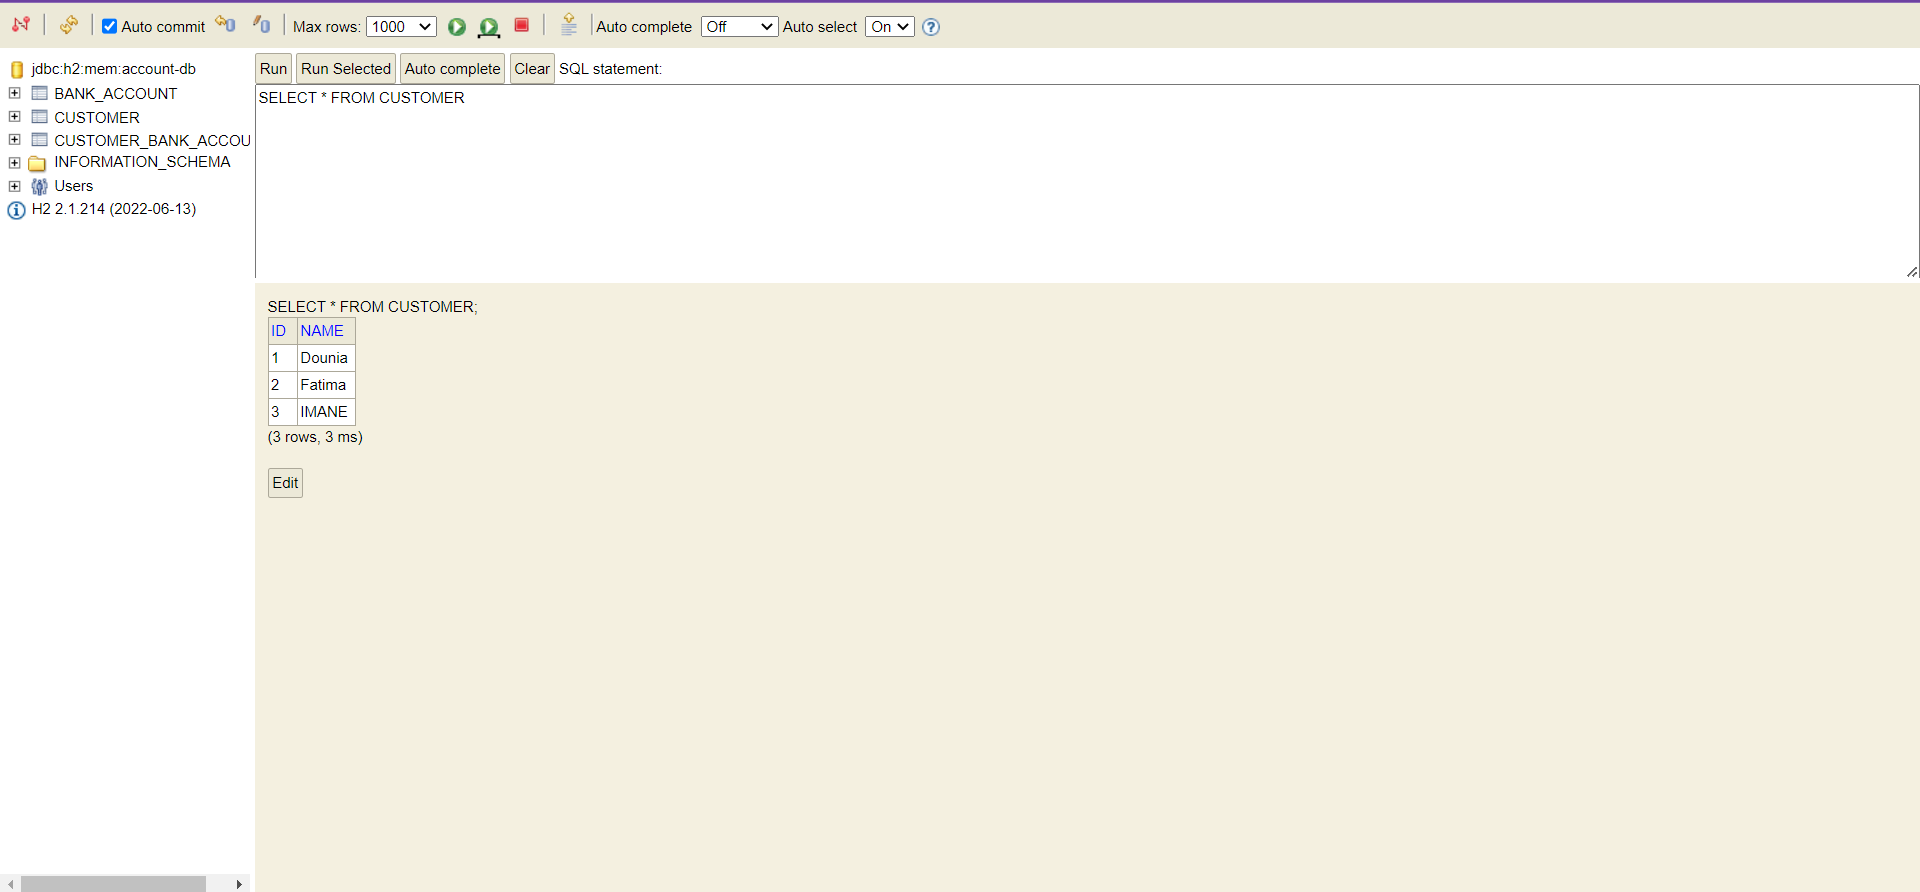 Auto commit Max rows: 1000 Auto complete Off Auto select On
jdbc:h2:mem:account-db
BANK_ACCOUNT
CUSTOMER
CUSTOMER_BANK_ACCOU
INFORMATION_SCHEMA
Users
H2 2.1.214 (2022-06-13)
Run Run Selected Auto complete Clear SQL statement:
SELECT * FROM CUSTOMER
SELECT * FROM CUSTOMER;
ID NAME
1 Dounia
2 Fatima
3 IMANE
(3 rows, 3 ms)
Edit